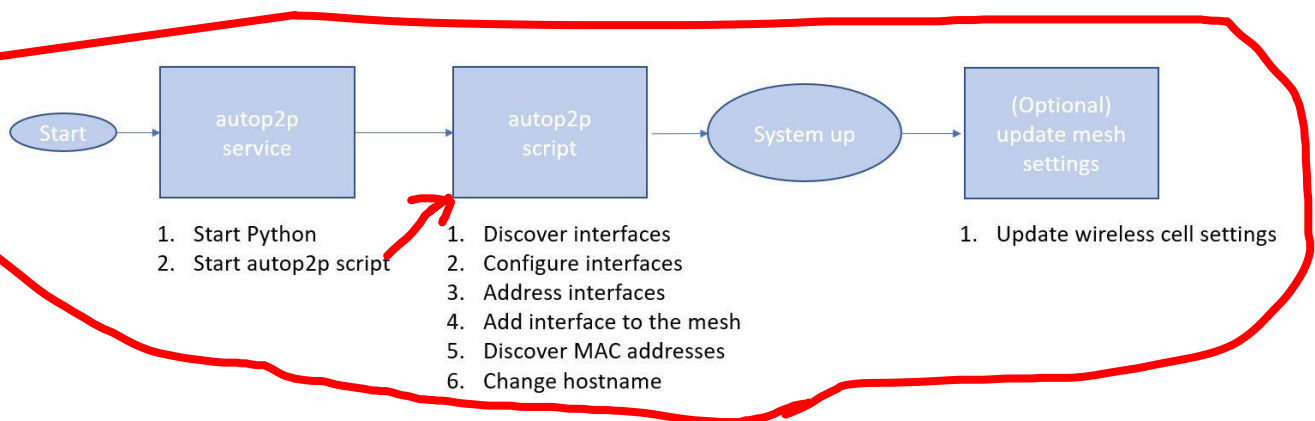 Start
autop2p
service
autop2p
script
System up
(Optional)
update mesh
settings
1. Start Python
2. Start autop2p script
1. Discover interfaces
2. Configure interfaces
3. Address interfaces
4. Add interface to the mesh
5. Discover MAC addresses
6. Change hostname
1. Update wireless cell settings